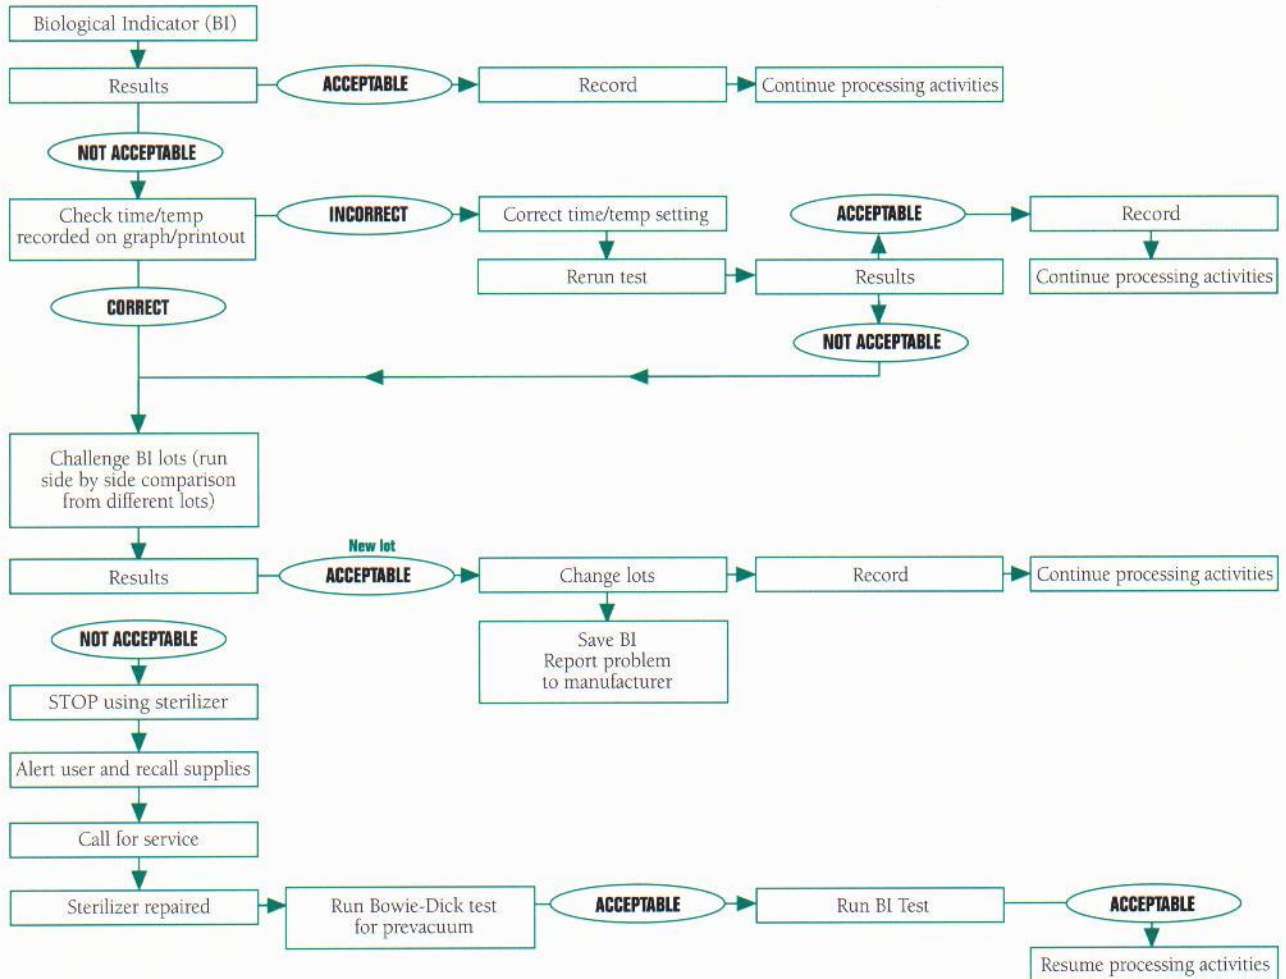 Biological Indicator (BI)
Results
ACCEPTABLE
Record
Continue processing activities
NOT ACCEPTABLE
Check time/temp
recorded on graph/printout
INCORRECT
Correct time/temp setting
ACCEPTABLE
Record
Rerun test
Results
Continue processing activities
CORRECT
NOT ACCEPTABLE
Challenge BI lots (run
side by side comparison
from different lots)
Results
New lot
ACCEPTABLE
Change lots
Record
Continue processing activities
NOT ACCEPTABLE
Save BI
Report problem
to manufacturer
STOP using sterilizer
Alert user and recall supplies
Call for service
Sterilizer repaired
Run Bowie-Dick test
for prevacuum
ACCEPTABLE
Run BI Test
ACCEPTABLE
Resume processing activities